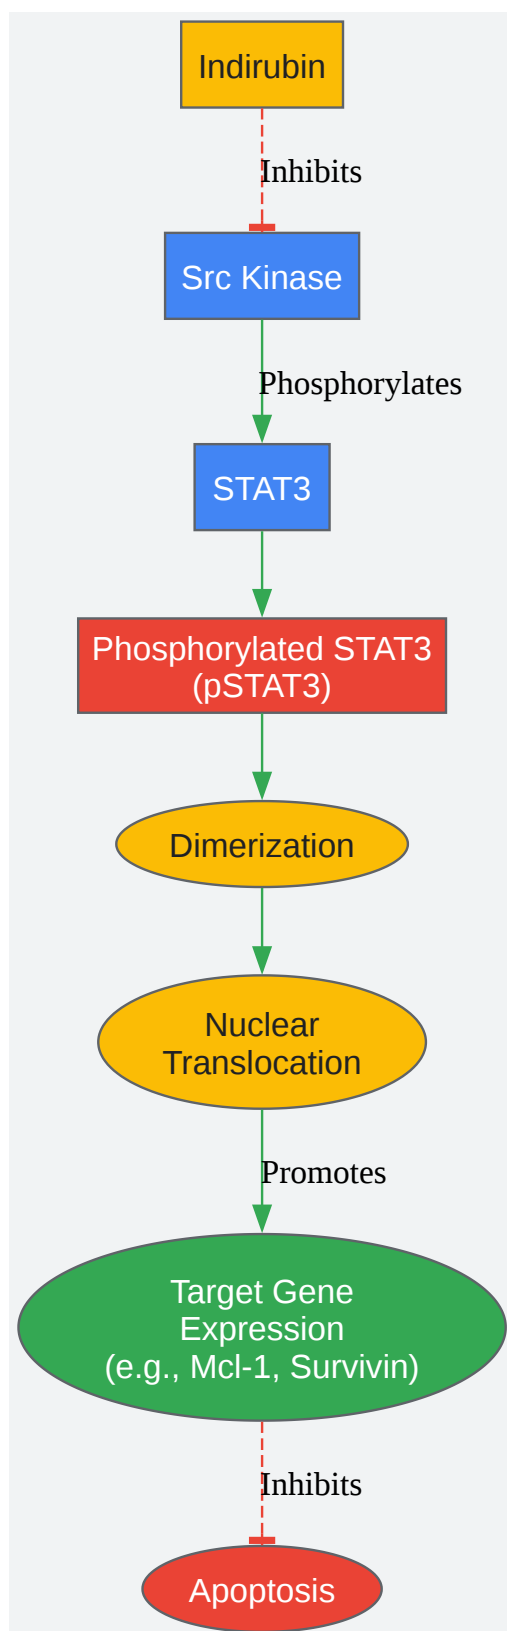 Indirubin
Inhibits
Src Kinase
Phosphorylates
STAT3
Phosphorylated STAT3
(pSTAT3)
Dimerization
Nuclear
Translocation
Promotes
Target Gene
Expression
(e.g., Mcl-1, Survivin)
Inhibits
Apoptosis